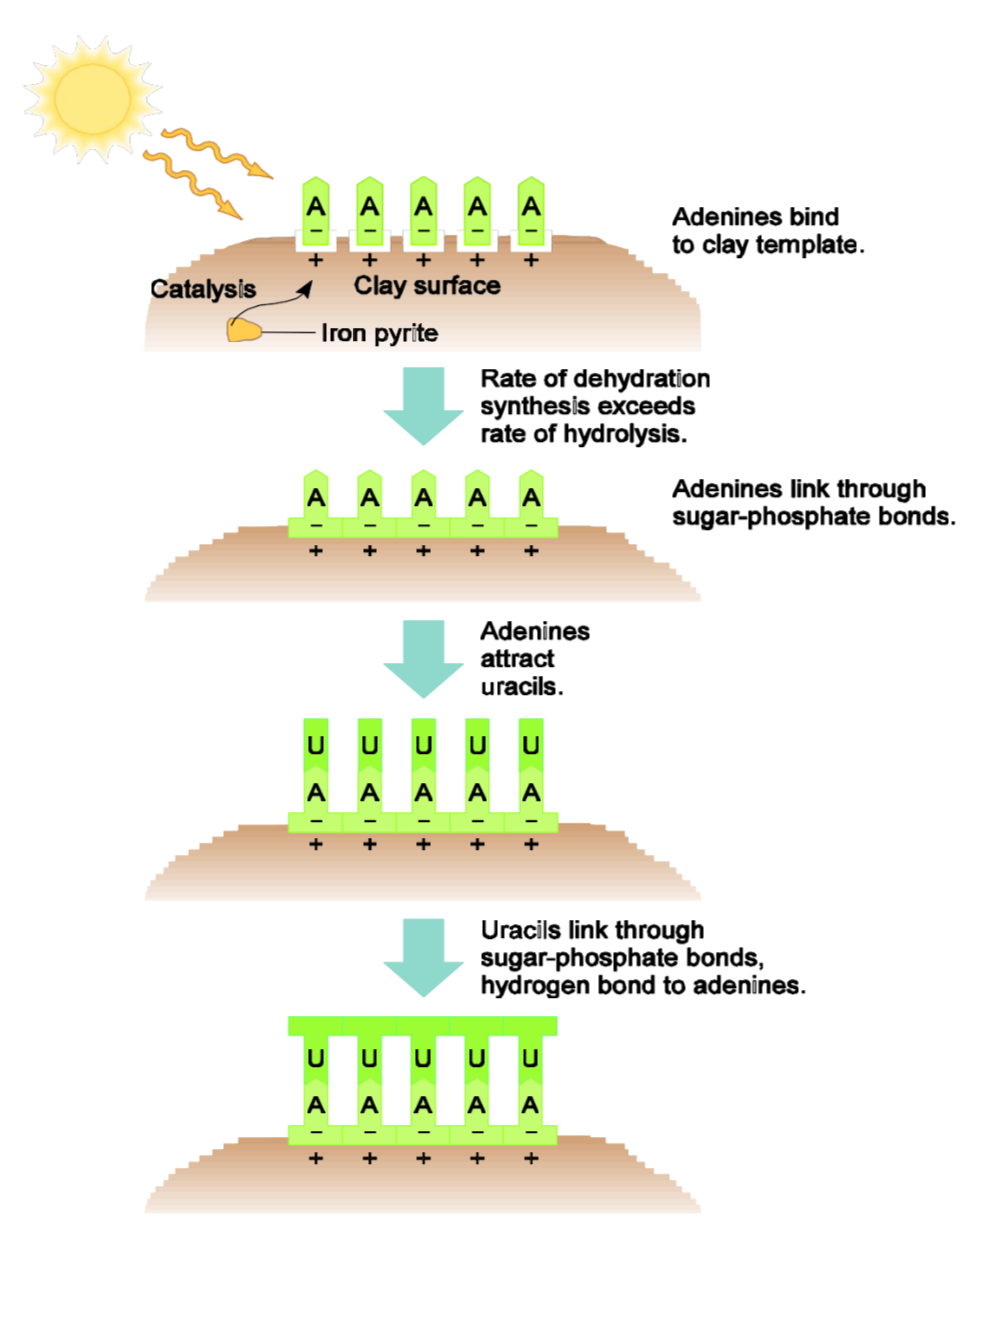 A A A A A
− − − − −
+ + + + +
Adenines bind
to clay template.
Catalysis
Clay surface
Iron pyrite
Rate of dehydration
synthesis exceeds
rate of hydrolysis.
A A A A A
− − − − −
+ + + + +
Adenines link through
sugar-phosphate bonds.
Adenines
attract
uracils.
U U U U U
A A A A A
− − − − −
+ + + + +
Uracils link through
sugar-phosphate bonds,
hydrogen bond to adenines.
U U U U U
A A A A A
− − − − −
+ + + + +